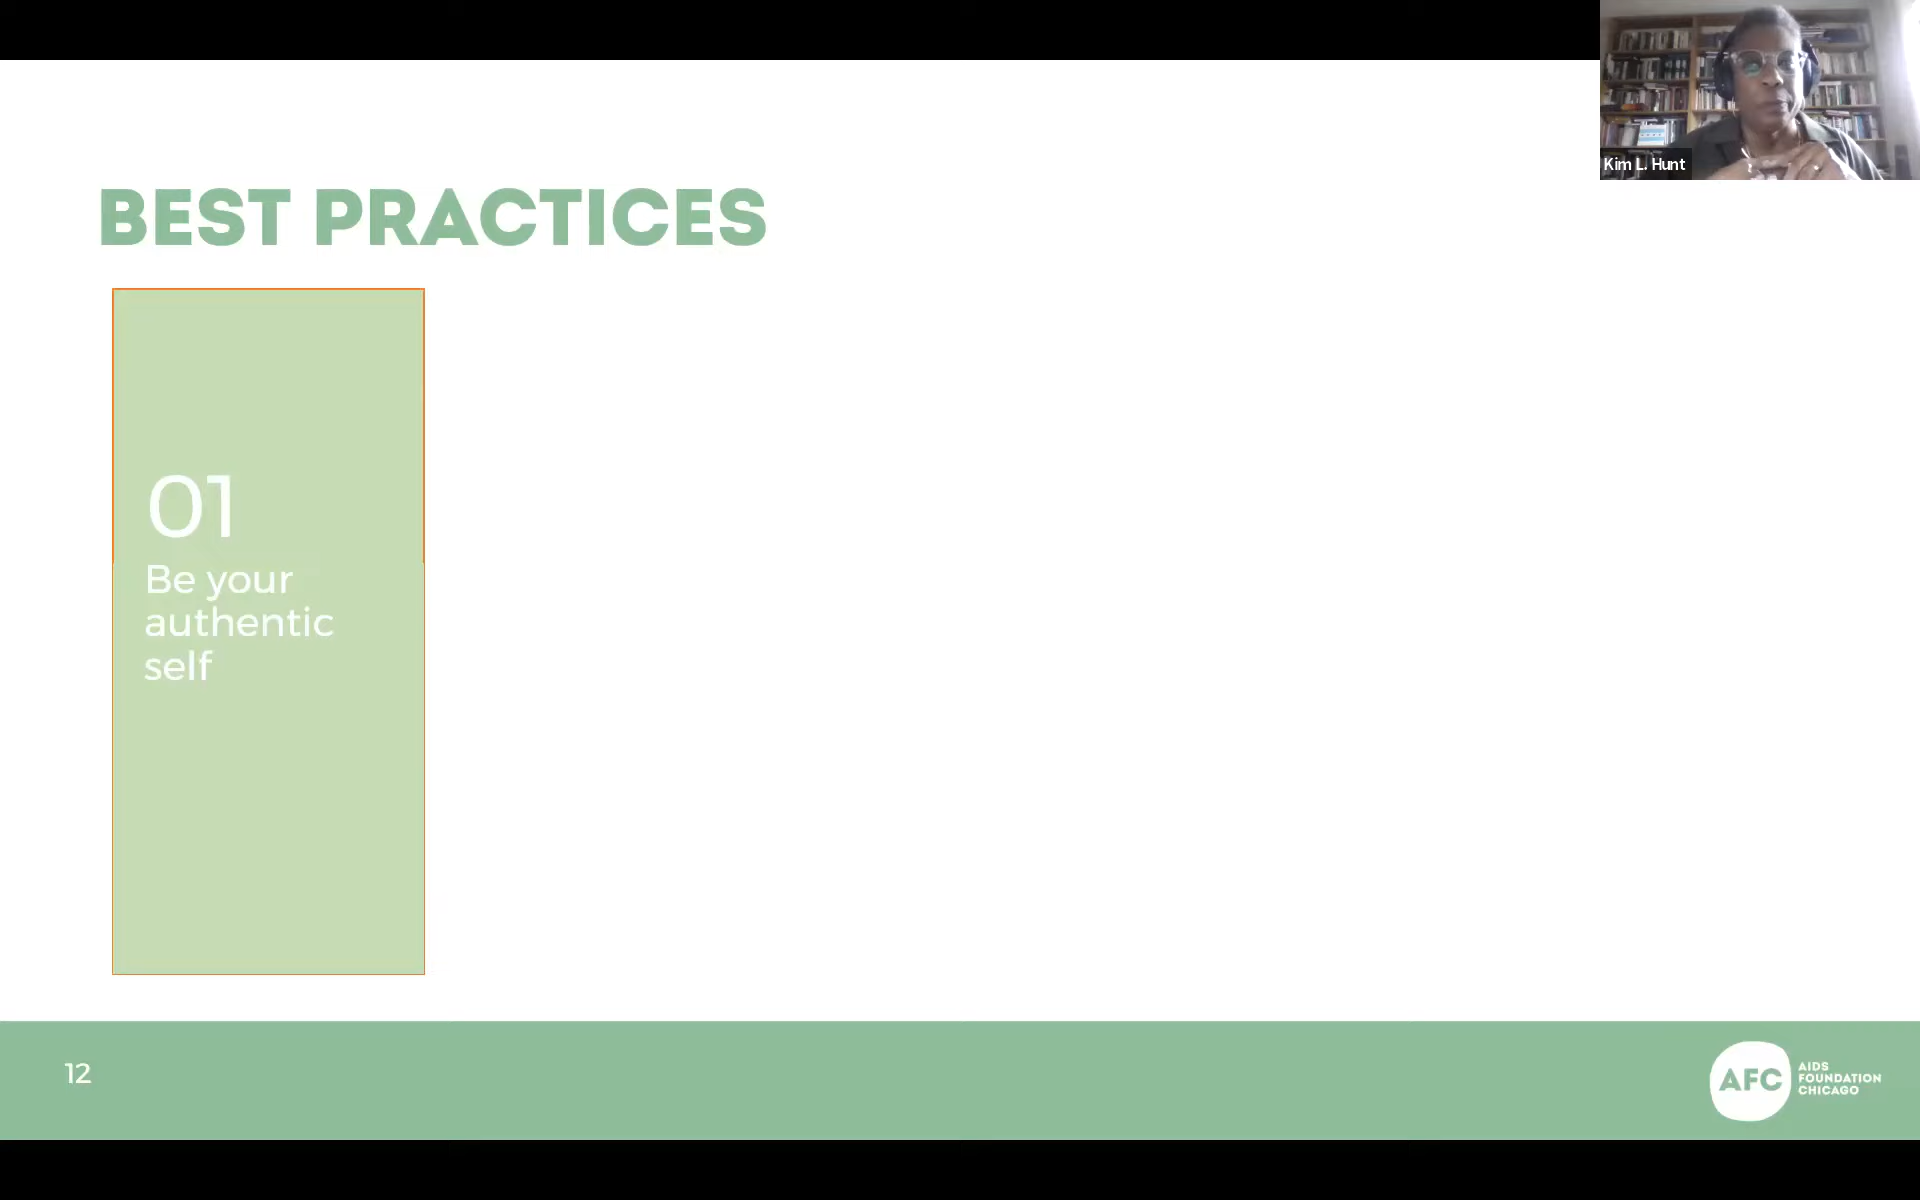 Kim L. Hunt
BEST PRACTICES
01
Be your
authentic
self
12
AFC
AIDS
FOUNDATION
CHICAGO